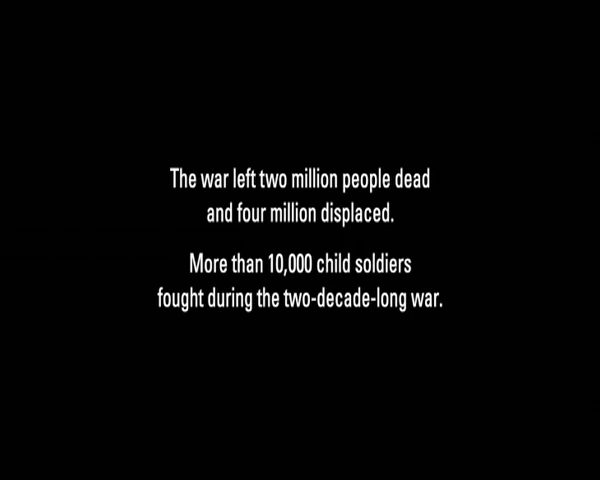 The war left two million people dead
and four million displaced.
More than 10,000 child soldiers
fought during the two-decade-long war.